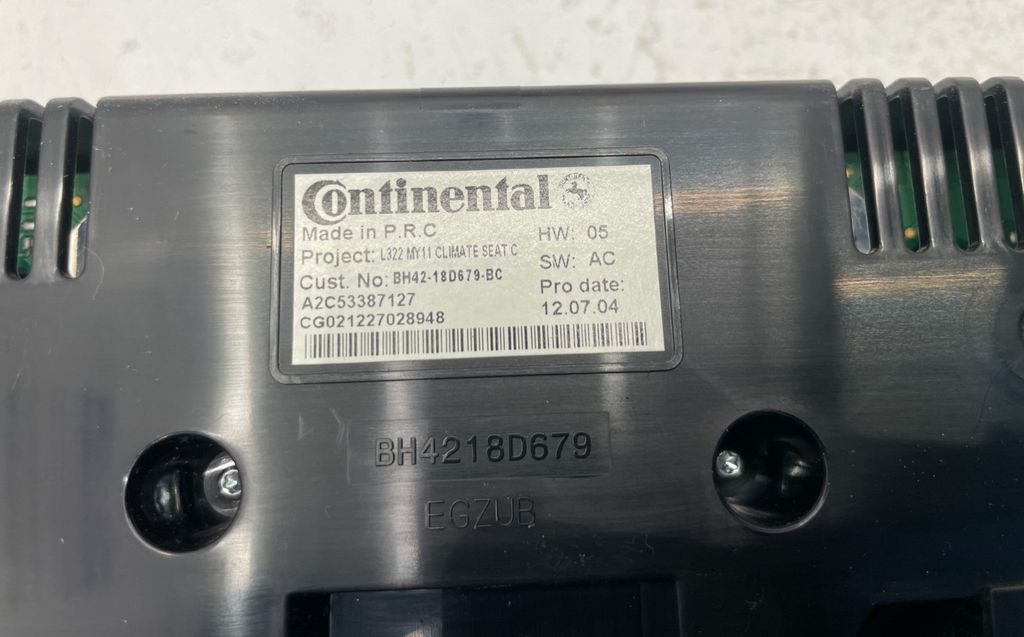 Continental
Made in P.R.C
HW: 05
Project: L322 MY11 CLIMATE SEAT C
SW: AC
Cust. No: BH42-18D679-BC
Pro date:
A2C53387127
12.07.04
CG021227028948
BH4218D679
EGZUB